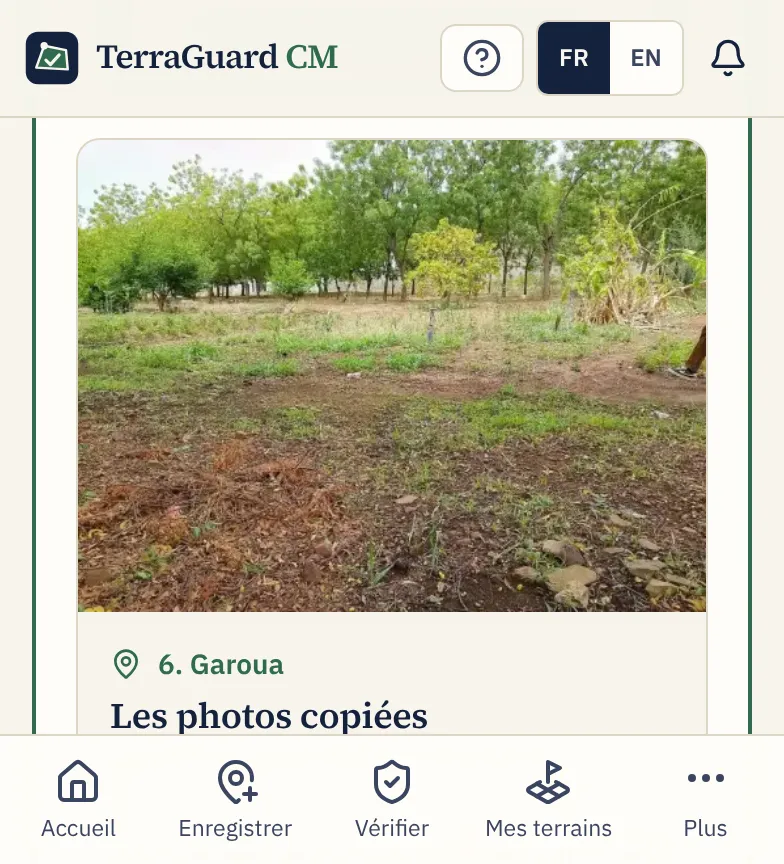 TerraGuard CM
FR
EN
6. Garoua
Les photos copiées
Accueil
Enregistrer
Vérifier
Mes terrains
Plus